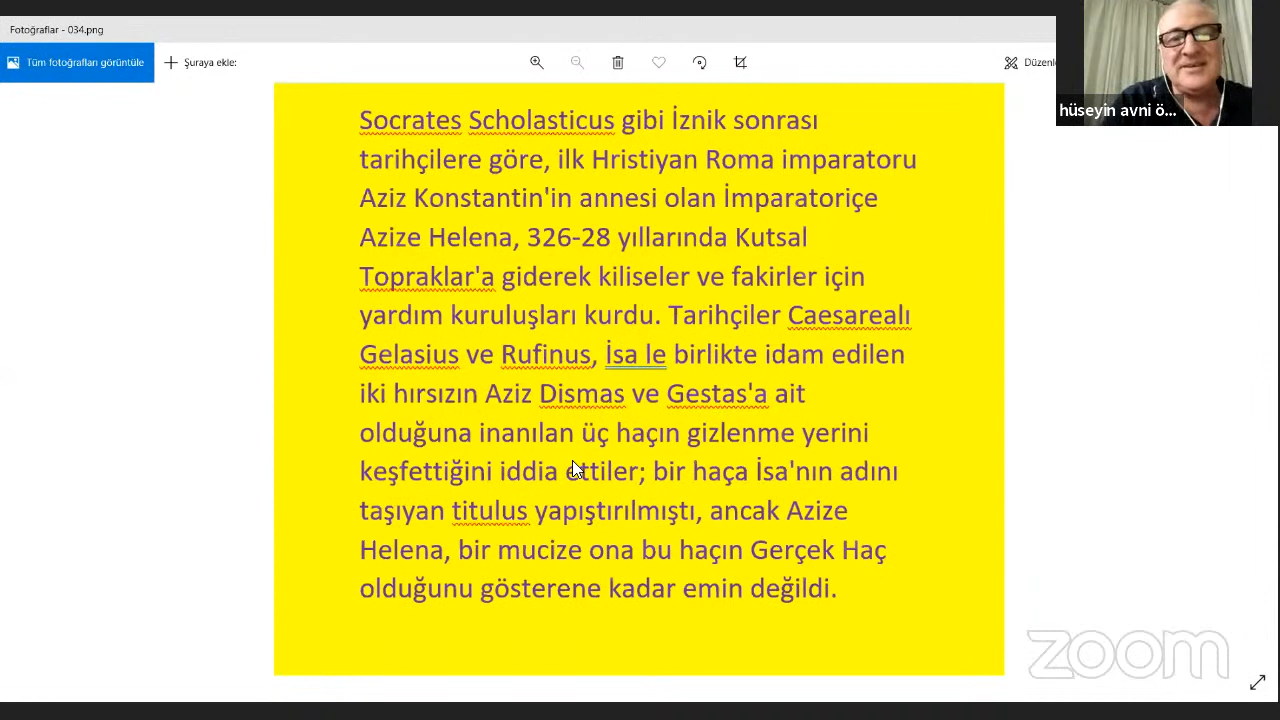 Fotoğraflar - 034.png
Tüm fotoğrafları görüntüle
Şuraya ekle:
Düzenle
hüseyin avni ö...
Socrates Scholasticus gibi İznik sonrası
tarihçilere göre, ilk Hristiyan Roma imparatoru
Aziz Konstantin'in annesi olan İmparatoriçe
Azize Helena, 326-28 yıllarında Kutsal
Topraklar'a giderek kiliseler ve fakirler için
yardım kuruluşları kurdu. Tarihçiler Caesarealı
Gelasius ve Rufinus, İsa le birlikte idam edilen
iki hırsızın Aziz Dismas ve Gestas'a ait
olduğuna inanılan üç haçın gizlenme yerini
keşfettiğini iddia ettiler; bir haça İsa'nın adını
taşıyan titulus yapıştırılmıştı, ancak Azize
Helena, bir mucize ona bu haçın Gerçek Haç
olduğunu gösterene kadar emin değildi.
zoom